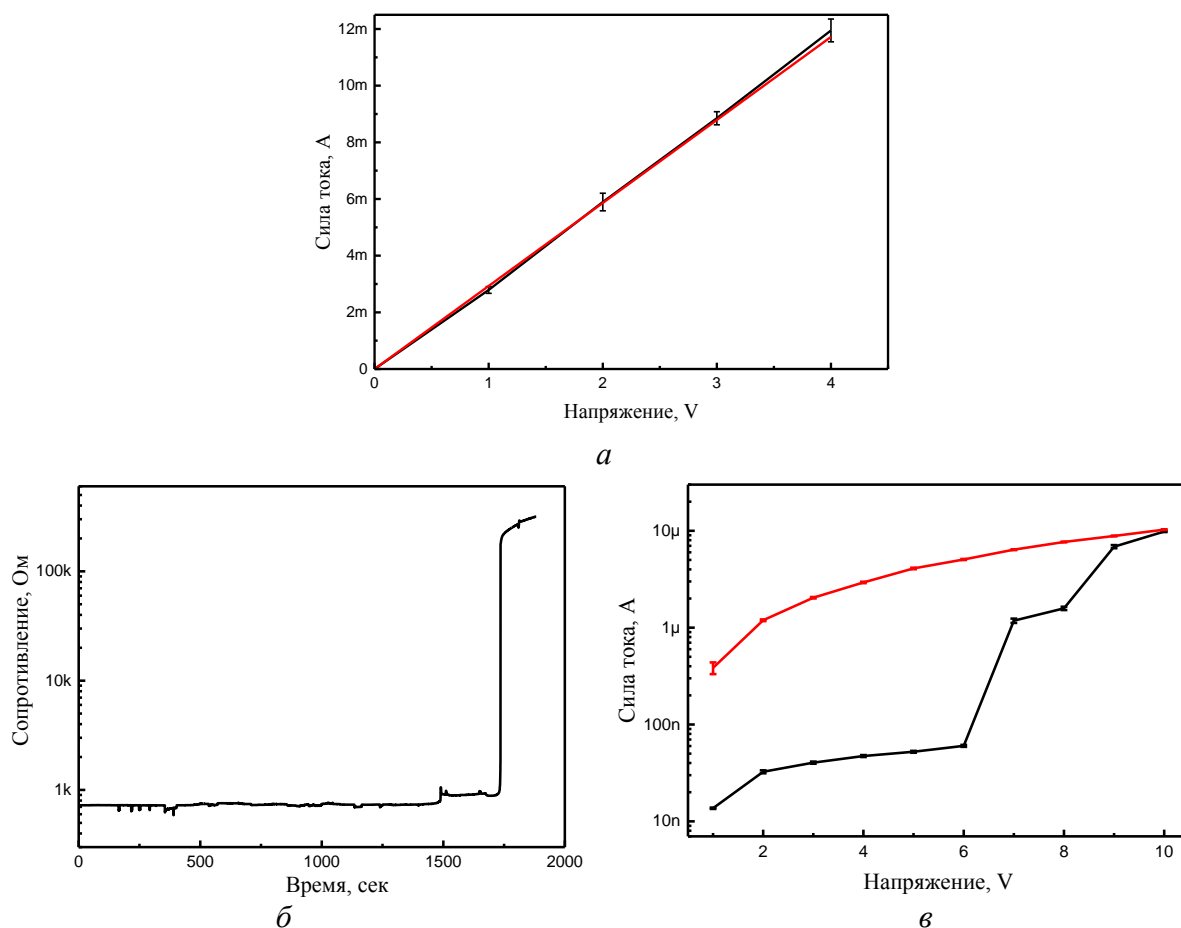 12m
10m
8m
6m
4m
2m
0
Сила тока, А
0 1 2 3 4
Напряжение, V
а
100k
10k
1k
Сопротивление, Ом
0 500 1000 1500 2000
Время, сек
б
10µ
1µ
100n
10n
Сила тока, А
2 4 6 8 10
Напряжение, V
в